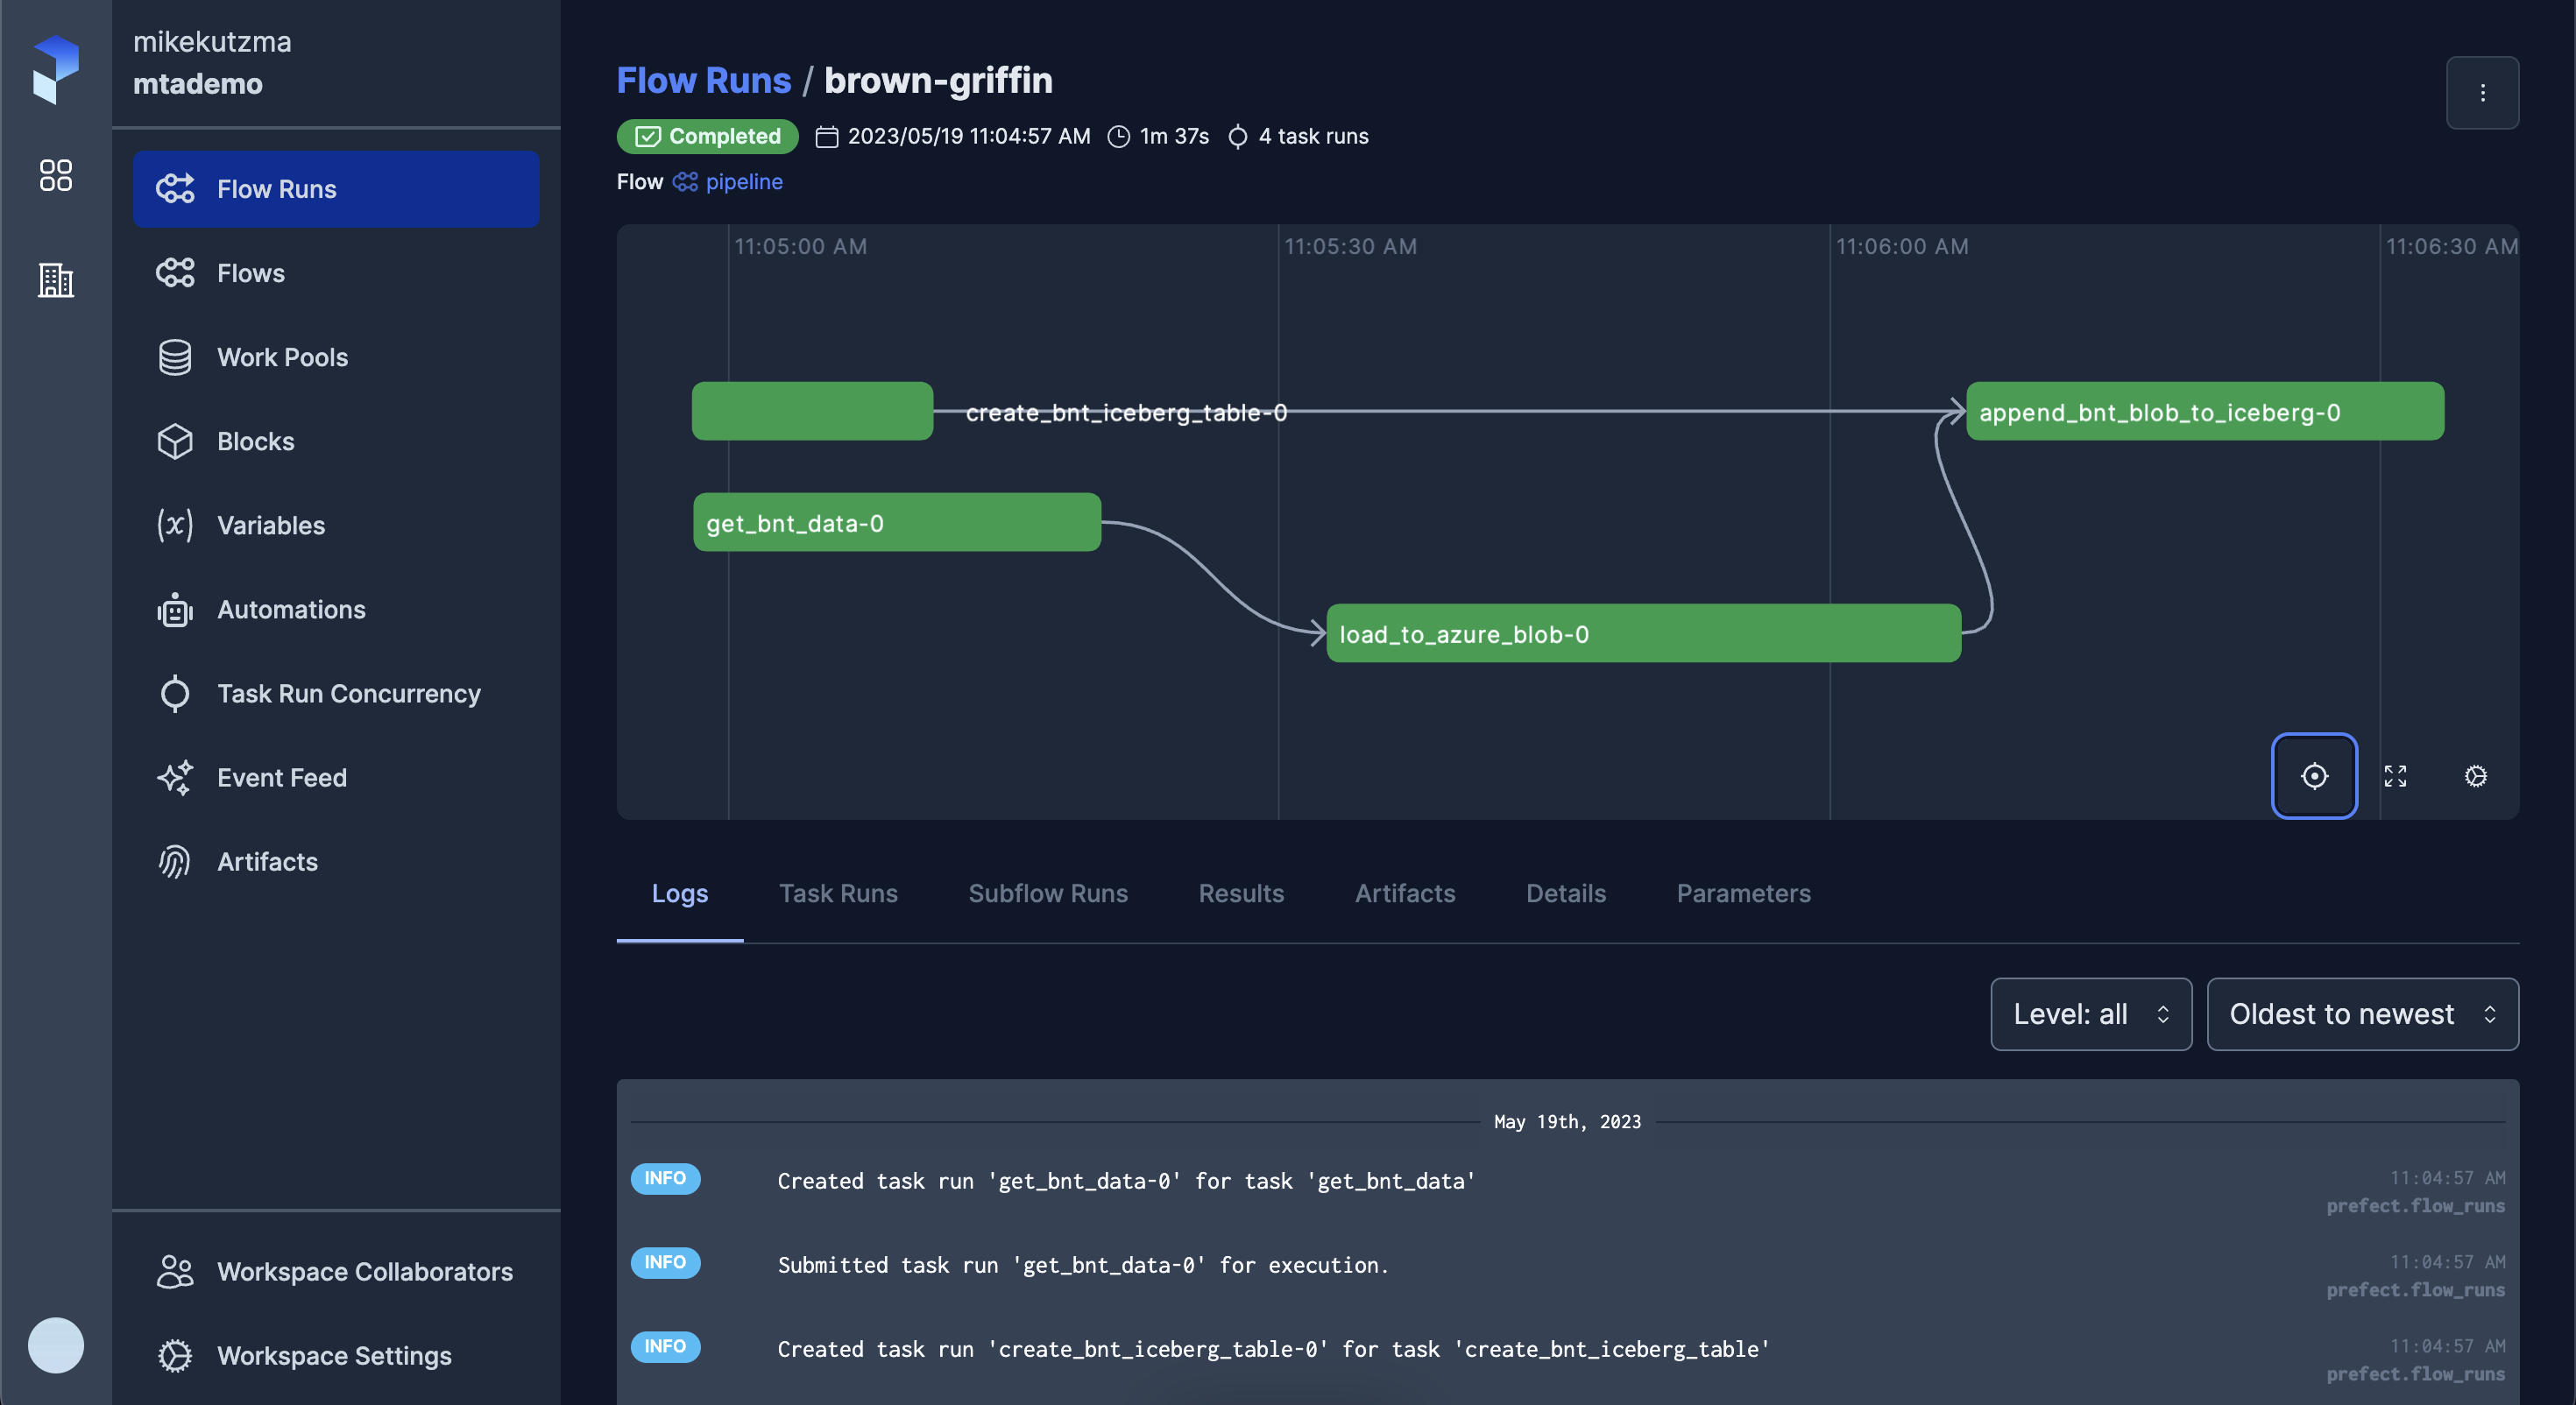 mikekutzma
mtademo
Flow Runs
Flows
Work Pools
Blocks
Variables
Automations
Task Run Concurrency
Event Feed
Artifacts
Workspace Collaborators
Workspace Settings
Flow Runs / brown-griffin
Completed 2023/05/19 11:04:57 AM 1m 37s 4 task runs
Flow pipeline
11:05:00 AM 11:05:30 AM 11:06:00 AM 11:06:30 AM
create_bnt_iceberg_table-0 append_bnt_blob_to_iceberg-0
get_bnt_data-0
load_to_azure_blob-0
Logs Task Runs Subflow Runs Results Artifacts Details Parameters
Level: all Oldest to newest
May 19th, 2023
INFO Created task run 'get_bnt_data-0' for task 'get_bnt_data' 11:04:57 AM
prefect.flow_runs
INFO Submitted task run 'get_bnt_data-0' for execution. 11:04:57 AM
prefect.flow_runs
INFO Created task run 'create_bnt_iceberg_table-0' for task 'create_bnt_iceberg_table' 11:04:57 AM
prefect.flow_runs